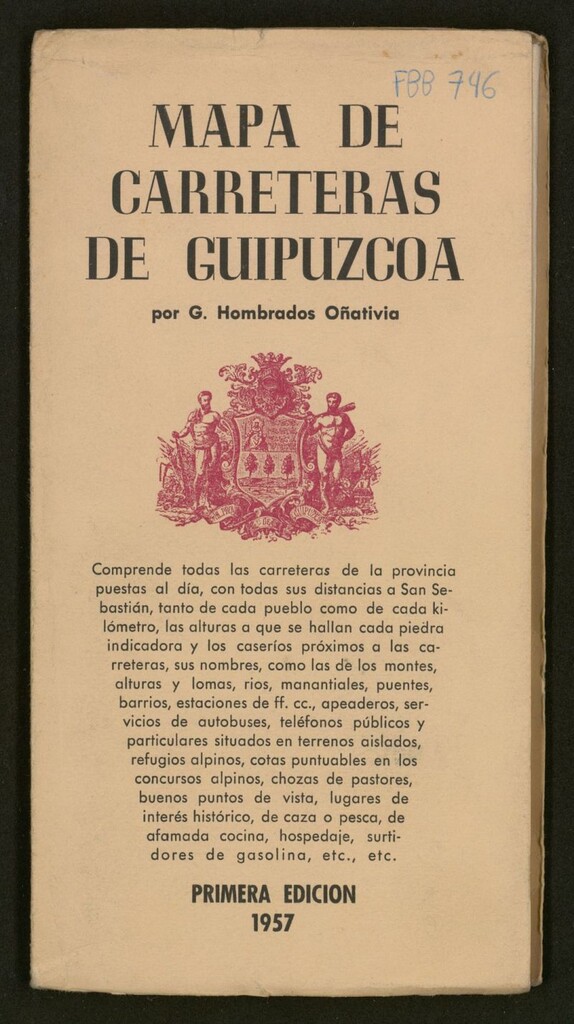 FBB 746
MAPA DE
CARRETERAS
DE GUIPUZCOA
por G. Hombrados Oñativia
Comprende todas las carreteras de la provincia
puestas al día, con todas sus distancias a San Se-
bastián, tanto de cada pueblo como de cada ki-
lómetro, las alturas a que se hallan cada piedra
indicadora y los caseríos próximos a las ca-
rreteras, sus nombres, como las de los montes,
alturas y lomas, rios, manantiales, puentes,
barrios, estaciones de ff. cc., apeaderos, ser-
vicios de autobuses, teléfonos públicos y
particulares situados en terrenos aislados,
refugios alpinos, cotas puntuables en los
concursos alpinos, chozas de pastores,
buenos puntos de vista, lugares de
interés histórico, de caza o pesca, de
afamada cocina, hospedaje, surti-
dores de gasolina, etc., etc.
PRIMERA EDICION
1957